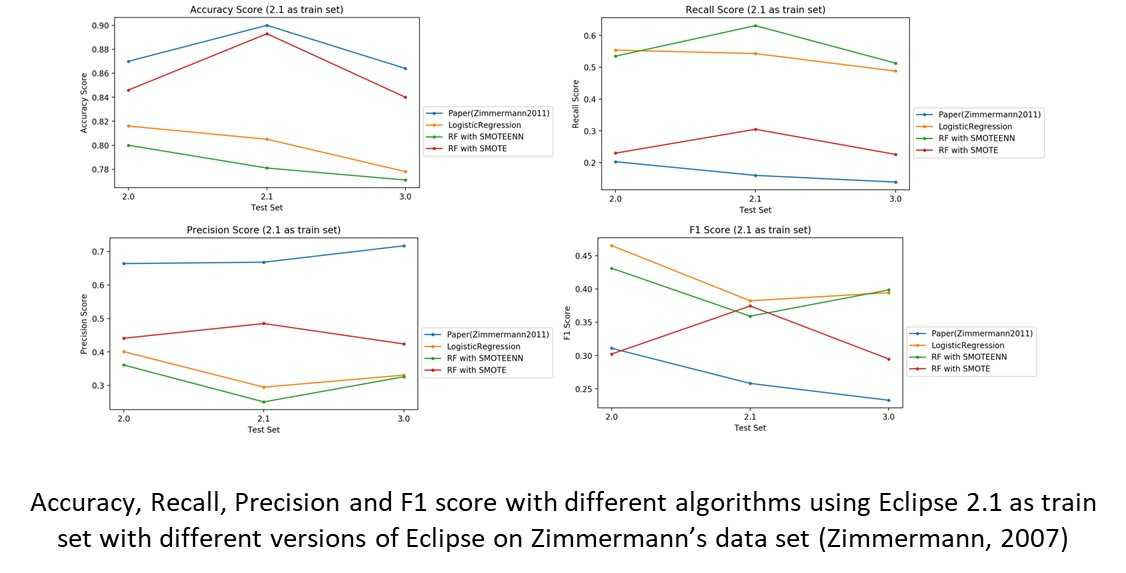 Accuracy Score (2.1 as train set)
Accuracy Score
0.90
0.88
0.86
0.84
0.82
0.80
0.78
2.0 2.1 3.0
Test Set
Paper(Zimmermann2011)
LogisticRegression
RF with SMOTEENN
RF with SMOTE
Recall Score (2.1 as train set)
Recall Score
0.6
0.5
0.4
0.3
0.2
2.0 2.1 3.0
Test Set
Paper(Zimmermann2011)
LogisticRegression
RF with SMOTEENN
RF with SMOTE
Precision Score (2.1 as train set)
Precision Score
0.7
0.6
0.5
0.4
0.3
2.0 2.1 3.0
Test Set
Paper(Zimmermann2011)
LogisticRegression
RF with SMOTEENN
RF with SMOTE
F1 Score (2.1 as train set)
F1 Score
0.45
0.40
0.35
0.30
0.25
2.0 2.1 3.0
Test Set
Paper(Zimmermann2011)
LogisticRegression
RF with SMOTEENN
RF with SMOTE
Accuracy, Recall, Precision and F1 score with different algorithms using Eclipse 2.1 as train
set with different versions of Eclipse on Zimmermann’s data set (Zimmermann, 2007)